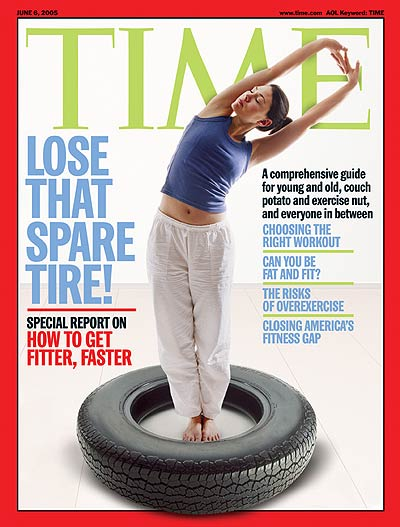 JUNE 6, 2005
www.time.com AOL Keyword: TIME
TIME
LOSE
THAT
SPARE
TIRE!
SPECIAL REPORT ON
HOW TO GET
FITTER, FASTER
A comprehensive guide
for young and old, couch
potato and exercise nut,
and everyone in between
CHOOSING THE
RIGHT WORKOUT
CAN YOU BE
FAT AND FIT?
THE RISKS
OF OVEREXERCISE
CLOSING AMERICA'S
FITNESS GAP